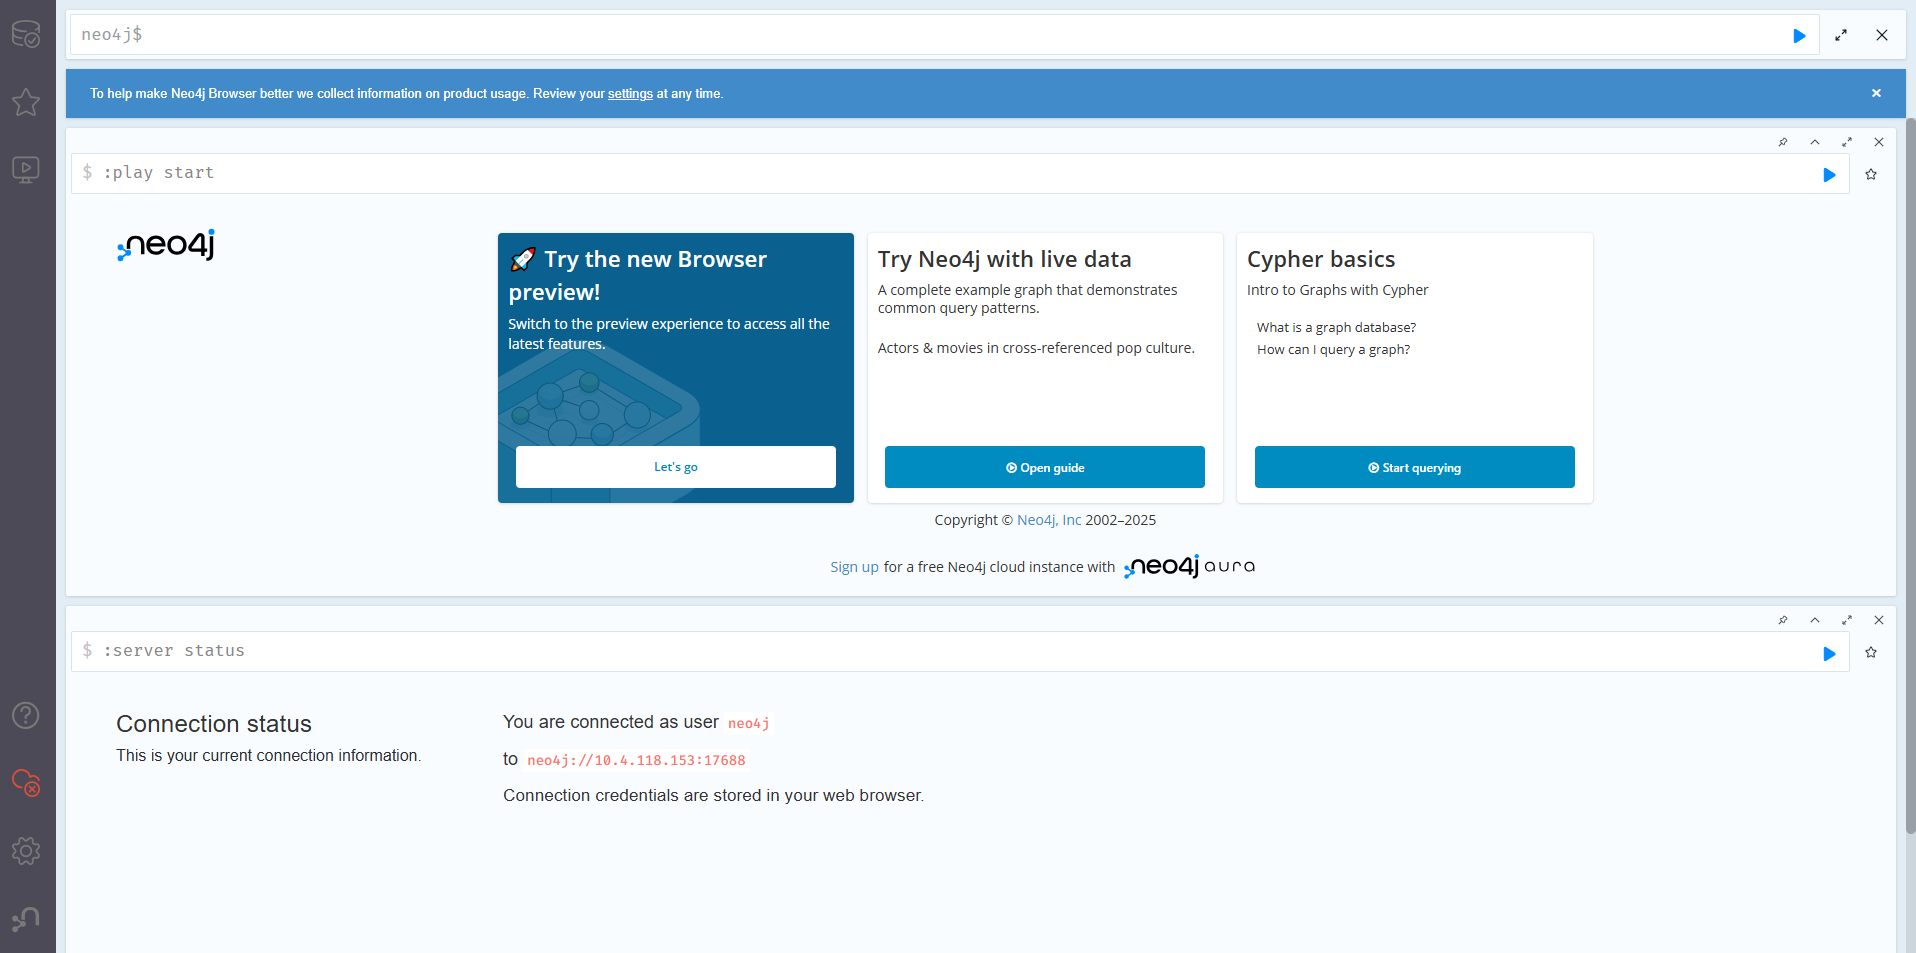 neo4j$
To help make Neo4j Browser better we collect information on product usage. Review your settings at any time.
$ :play start
neo4j
Try the new Browser
preview!
Switch to the preview experience to access all the
latest features.
Let's go
Try Neo4j with live data
A complete example graph that demonstrates
common query patterns.
Actors & movies in cross-referenced pop culture.
Open guide
Cypher basics
Intro to Graphs with Cypher
What is a graph database?
How can I query a graph?
Start querying
Copyright © Neo4j, Inc 2002–2025
Sign up for a free Neo4j cloud instance with neo4j aura
$ :server status
Connection status
This is your current connection information.
You are connected as user neo4j
to neo4j://10.4.118.153:17688
Connection credentials are stored in your web browser.